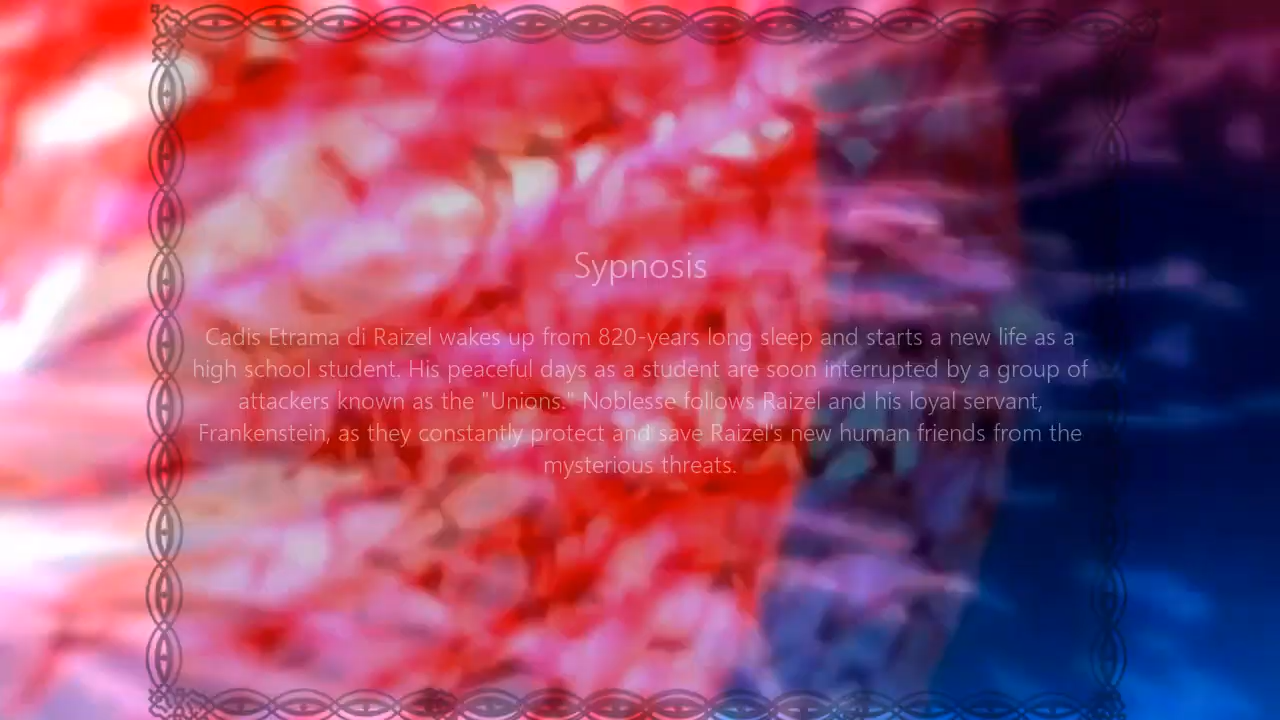 Sypnosis
Cadis Etrama di Raizel wakes up from 820-years long sleep and starts a new life as a
high school student. His peaceful days as a student are soon interrupted by a group of
attackers known as the "Unions." Noblesse follows Raizel and his loyal servant,
Frankenstein, as they constantly protect and save Raizel's new human friends from the
mysterious threats.